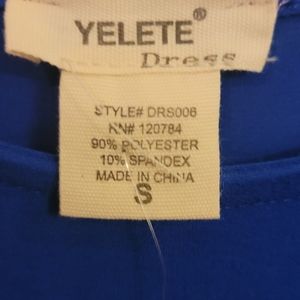 YELETE®
Dress
STYLE# DRS006
RN# 120784
90% POLYESTER
10% SPANDEX
MADE IN CHINA
S